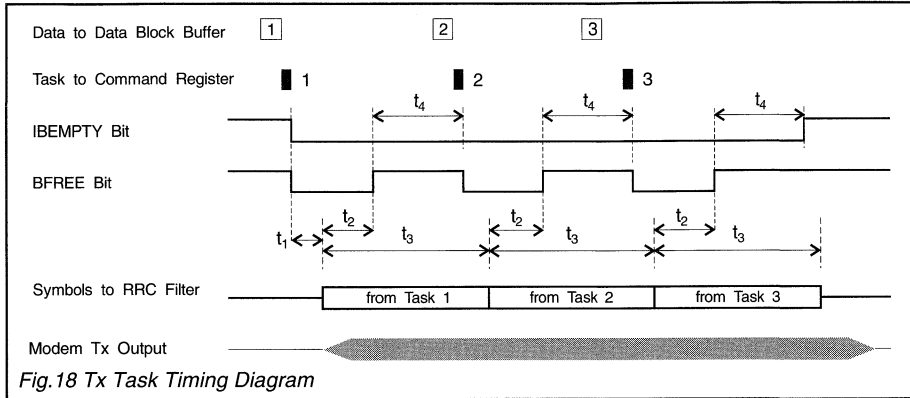 Data to Data Block Buffer 1 2 3
Task to Command Register 1 2 3
t4 t4 t4
IBEMPTY Bit
BFREE Bit
t2 t2 t2
t1 t3 t3 t3
Symbols to RRC Filter from Task 1 from Task 2 from Task 3
Modem Tx Output
Fig.18 Tx Task Timing Diagram